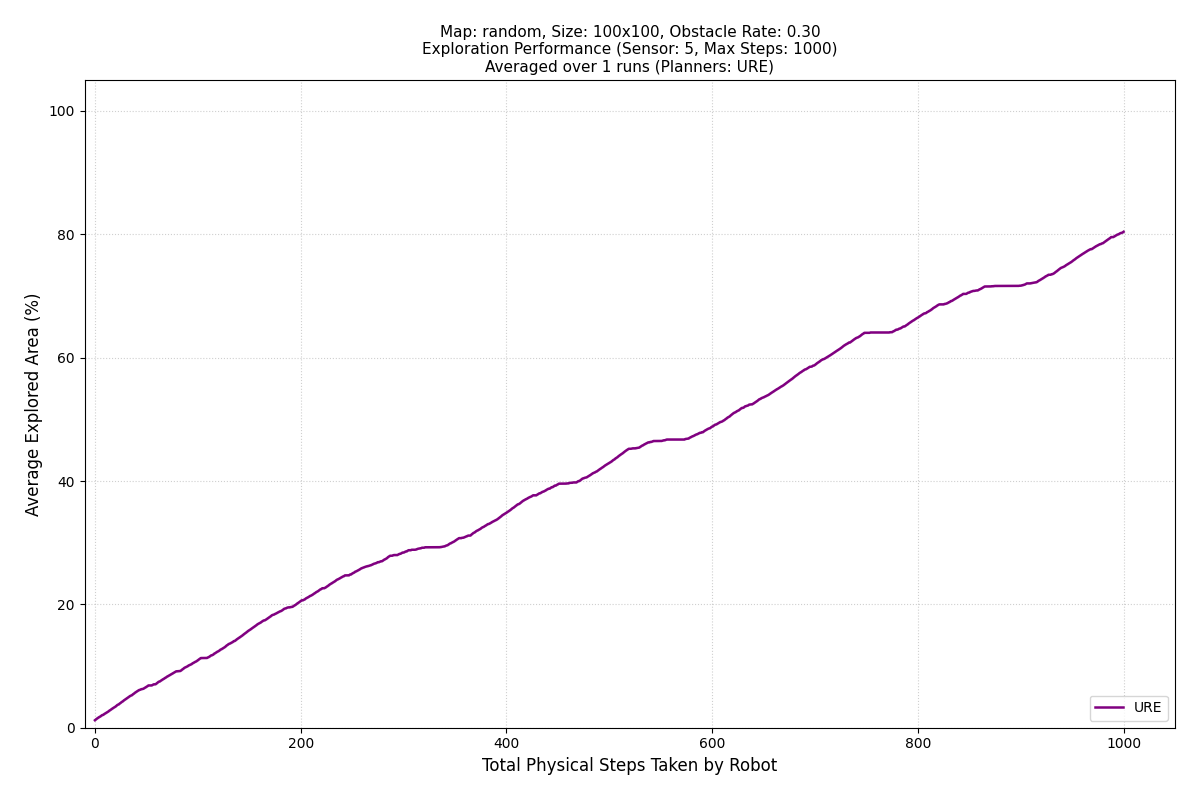 Map: random, Size: 100x100, Obstacle Rate: 0.30
Exploration Performance (Sensor: 5, Max Steps: 1000)
Averaged over 1 runs (Planners: URE)
Average Explored Area (%)
100
80
60
40
20
0
0 200 400 600 800 1000
Total Physical Steps Taken by Robot
URE